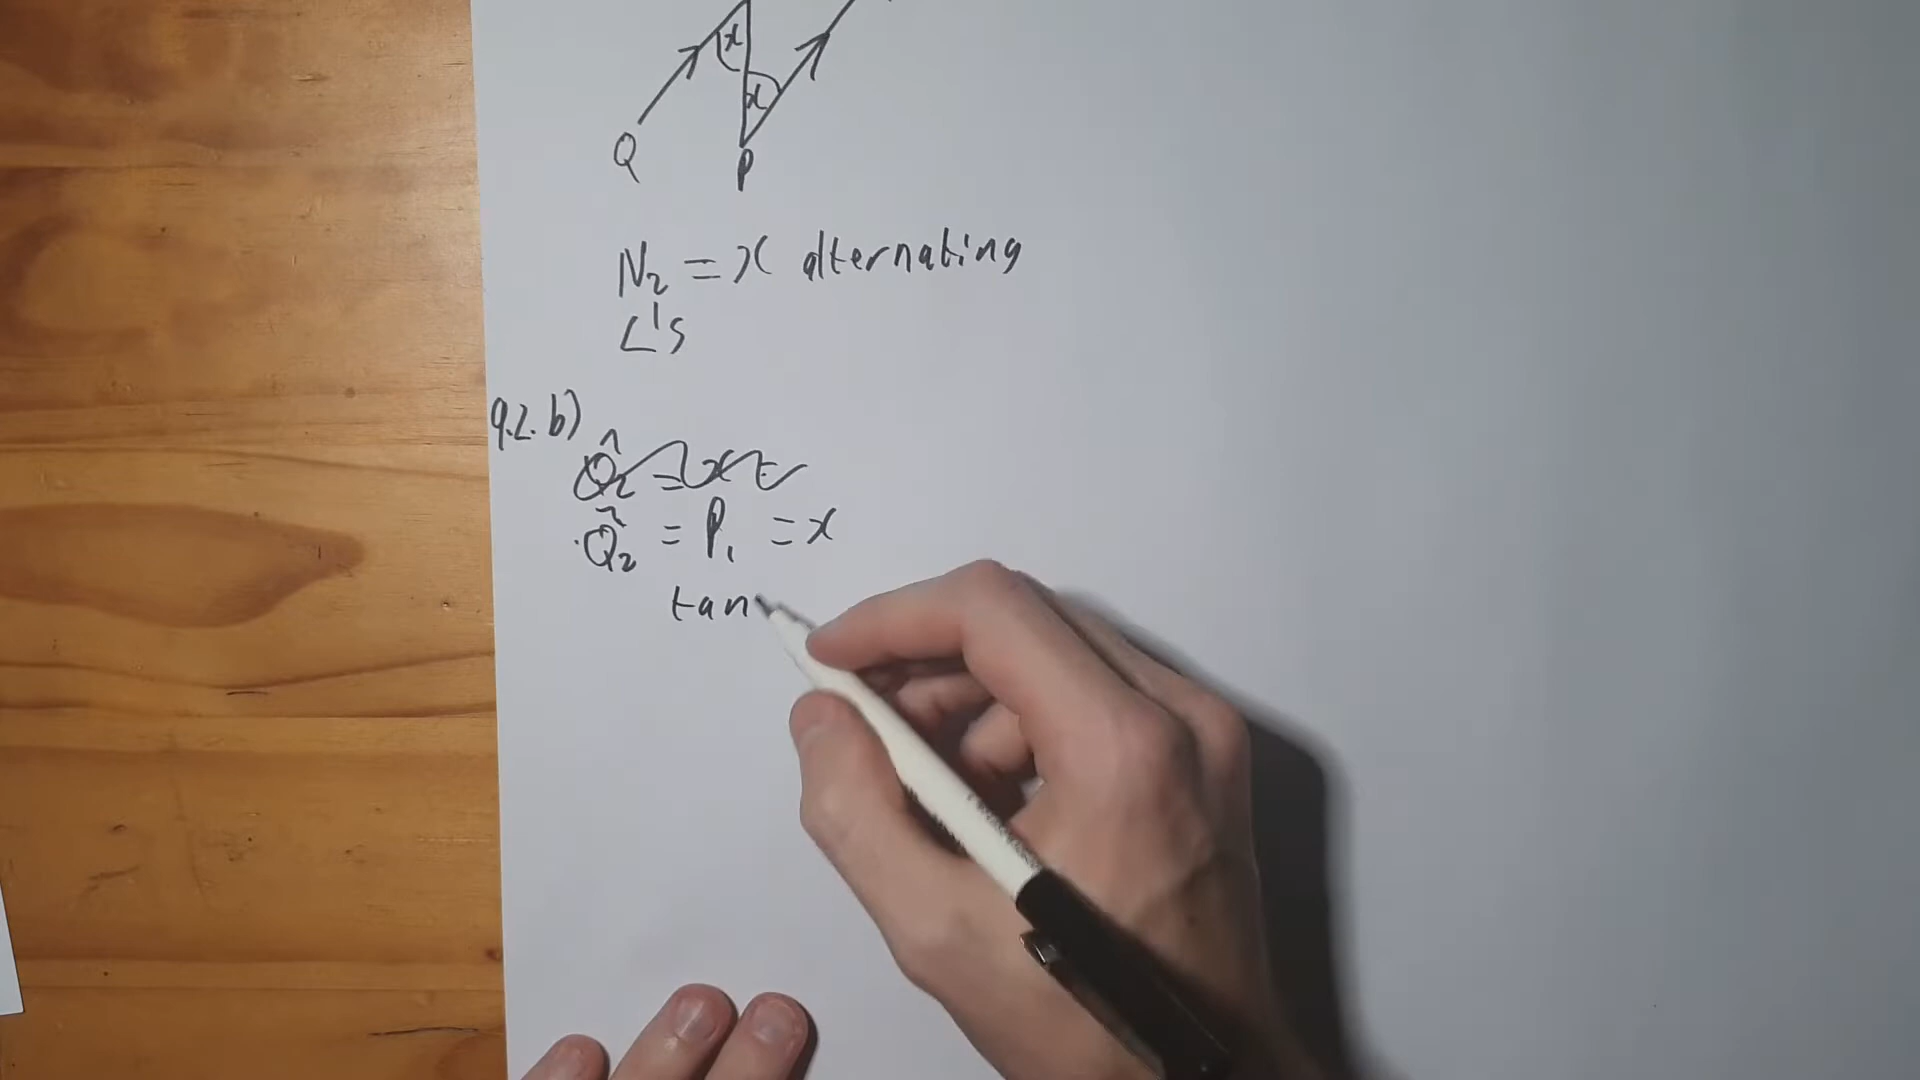 x
x
Q
P
N₂ = x alternating
∠'s
9.2.b)
Q̂₂ = P₁ = x
tan